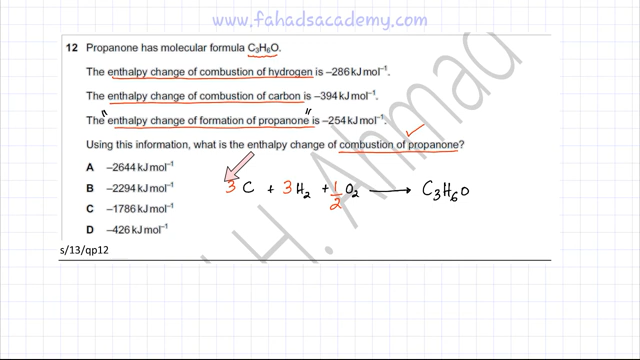 www.fahadsacademy.com
12 Propanone has molecular formula C₃H₆O.
The enthalpy change of combustion of hydrogen is –286 kJ mol⁻¹.
The enthalpy change of combustion of carbon is –394 kJ mol⁻¹.
The "enthalpy change of formation of propanone" is –254 kJ mol⁻¹.
Using this information, what is the enthalpy change of combustion of propanone?
A –2644 kJ mol⁻¹
B –2294 kJ mol⁻¹
C –1786 kJ mol⁻¹
D –426 kJ mol⁻¹
3 C + 3 H₂ + 1/2 O₂ → C₃H₆O
s/13/qp12
H. Ahmad